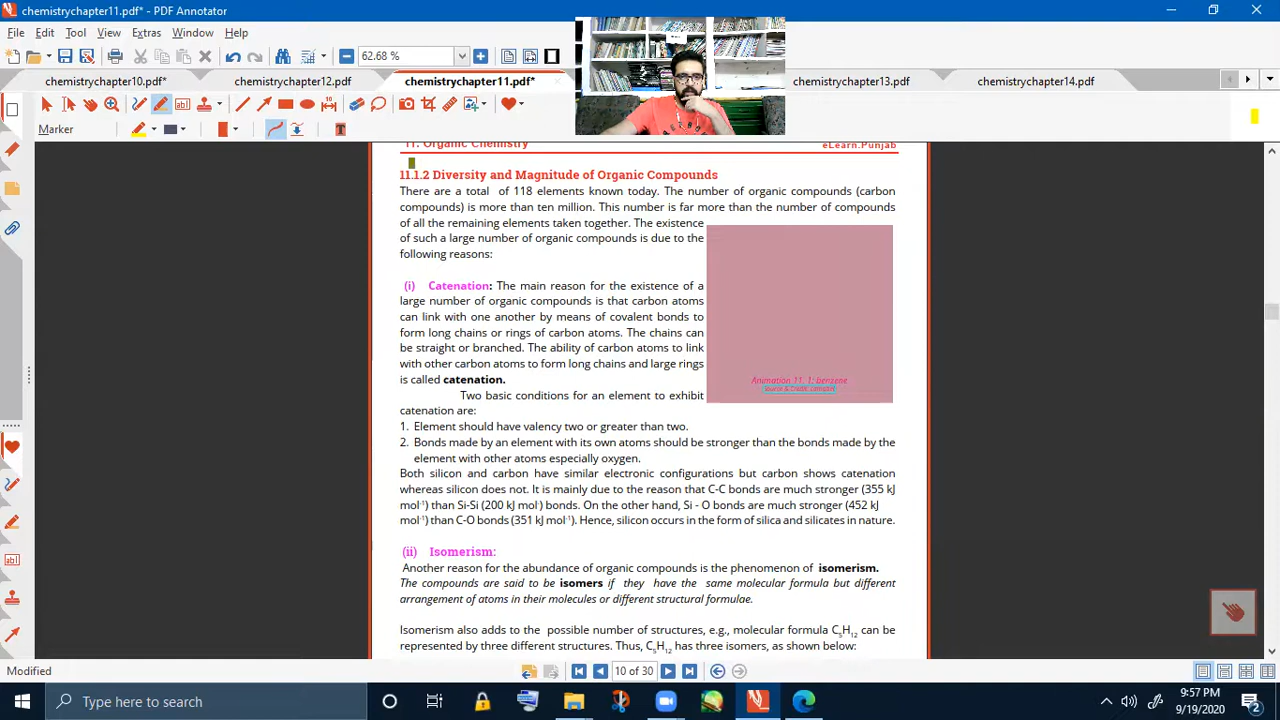 chemistrychapter11.pdf* - PDF Annotator
File Edit Tool View Extras Window Help
62.68 %
chemistrychapter10.pdf* chemistrychapter12.pdf chemistrychapter11.pdf* chemistrychapter13.pdf chemistrychapter14.pdf
Marker
11. Organic Chemistry eLearn.Punjab
11.1.2 Diversity and Magnitude of Organic Compounds
There are a total of 118 elements known today. The number of organic compounds (carbon
compounds) is more than ten million. This number is far more than the number of compounds
of all the remaining elements taken together. The existence
of such a large number of organic compounds is due to the
following reasons:
(i) Catenation: The main reason for the existence of a
large number of organic compounds is that carbon atoms
can link with one another by means of covalent bonds to
form long chains or rings of carbon atoms. The chains can
be straight or branched. The ability of carbon atoms to link
with other carbon atoms to form long chains and large rings
is called catenation.
Animation 11. 1; benzene
Two basic conditions for an element to exhibit
catenation are:
1. Element should have valency two or greater than two.
2. Bonds made by an element with its own atoms should be stronger than the bonds made by the
element with other atoms especially oxygen.
Both silicon and carbon have similar electronic configurations but carbon shows catenation
whereas silicon does not. It is mainly due to the reason that C-C bonds are much stronger (355 kJ
mol⁻¹) than Si-Si (200 kJ mol⁾) bonds. On the other hand, Si - O bonds are much stronger (452 kJ
mol⁻¹) than C-O bonds (351 kJ mol⁻¹). Hence, silicon occurs in the form of silica and silicates in nature.
(ii) Isomerism:
Another reason for the abundance of organic compounds is the phenomenon of isomerism.
The compounds are said to be isomers if they have the same molecular formula but different
arrangement of atoms in their molecules or different structural formulae.
Isomerism also adds to the possible number of structures, e.g., molecular formula C₅H₁₂ can be
represented by three different structures. Thus, C₅H₁₂ has three isomers, as shown below:
Modified 10 of 30
Type here to search
9:57 PM
9/19/2020
2